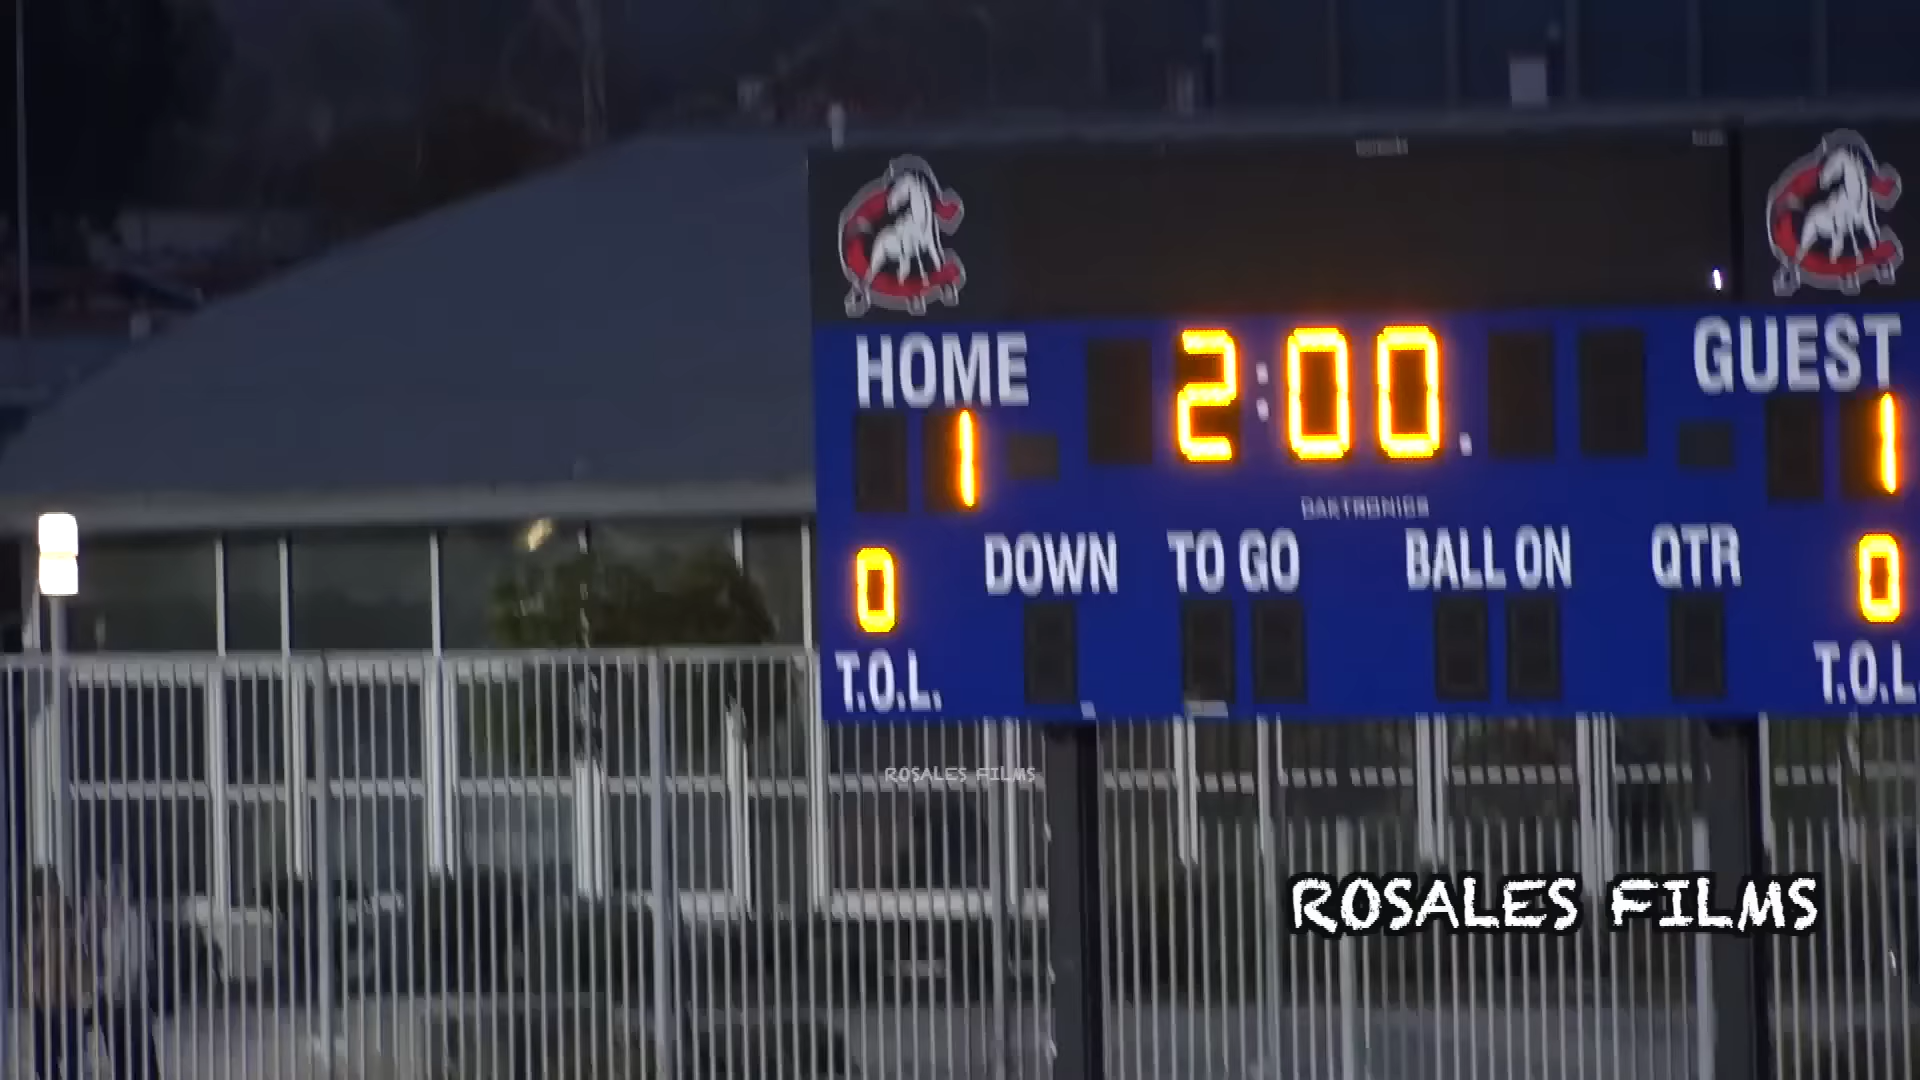 HOME 2:00 GUEST
1 1
DAKTRONICS
DOWN TO GO BALL ON QTR
0 0
T.O.L. T.O.L.
ROSALES FILMS
ROSALES FILMS